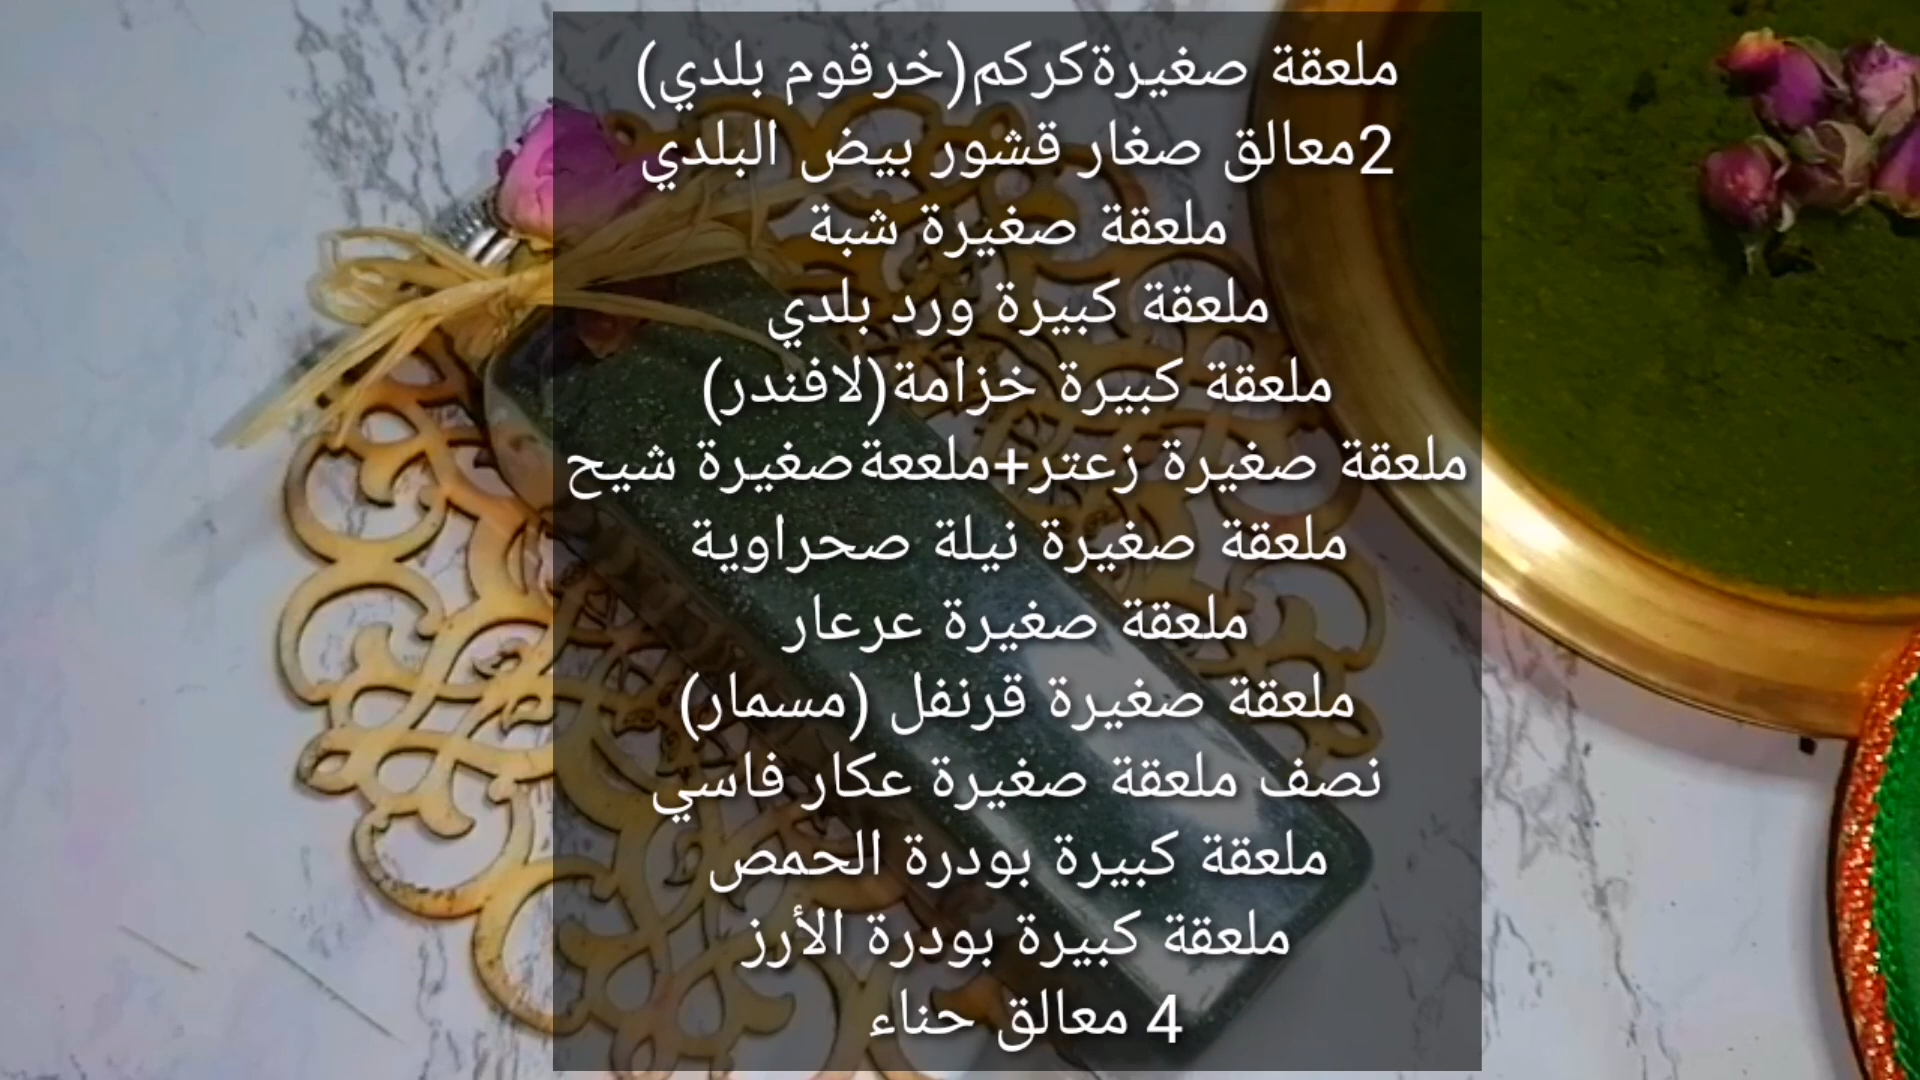 ملعقة صغيرةكركم(خرقوم بلدي)
2معالق صغار قشور بيض البلدي
ملعقة صغيرة شبة
ملعقة كبيرة ورد بلدي
ملعقة كبيرة خزامة(لافندر)
ملعقة صغيرة زعتر+ملععةصغيرة شيح
ملعقة صغيرة نيلة صحراوية
ملعقة صغيرة عرعار
ملعقة صغيرة قرنفل (مسمار)
نصف ملعقة صغيرة عكار فاسي
ملعقة كبيرة بودرة الحمص
ملعقة كبيرة بودرة الأرز
4 معالق حناء